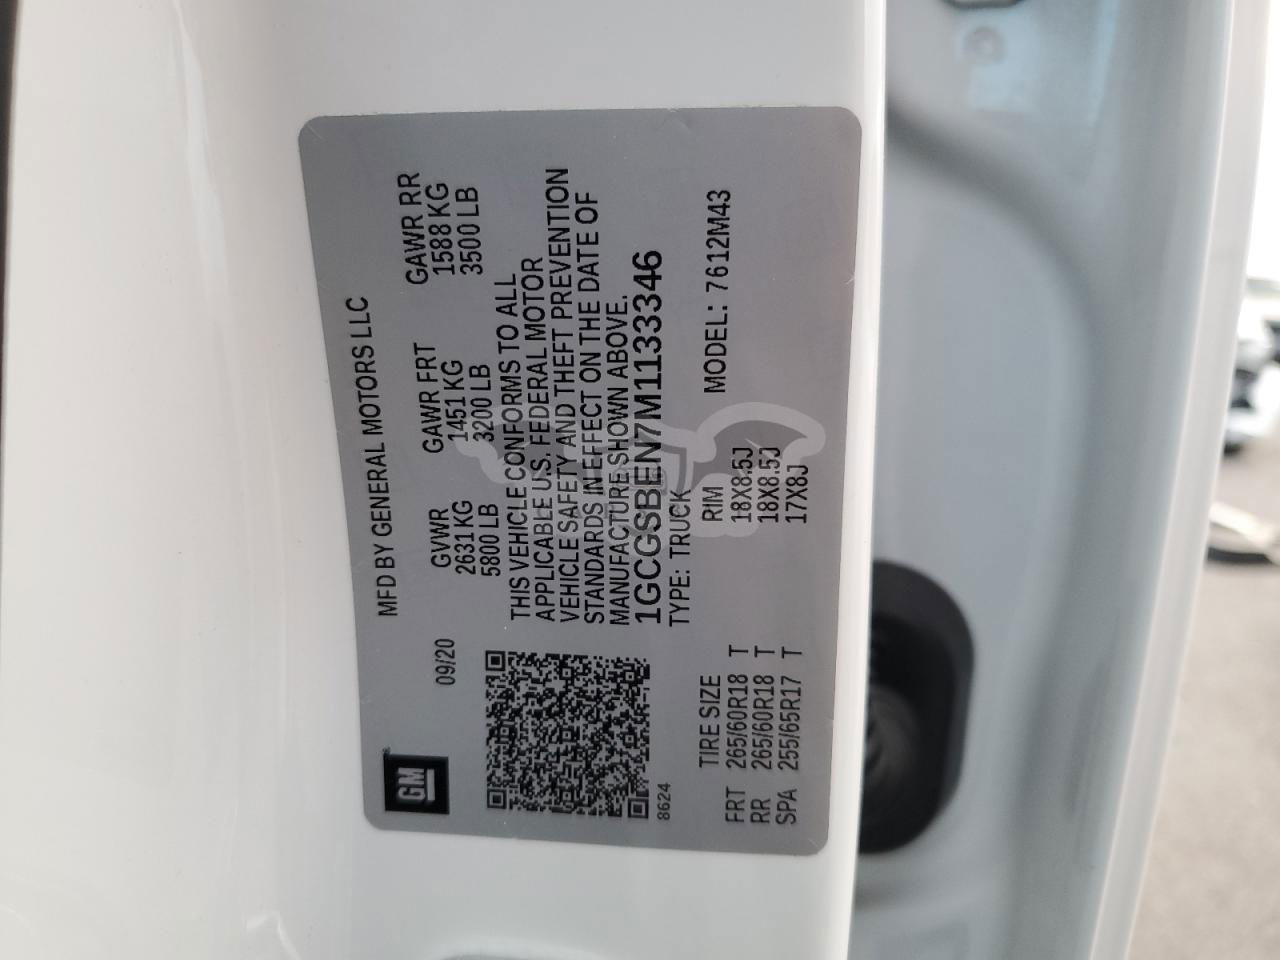 GM
MFD BY GENERAL MOTORS LLC
09/20
GVWR
2631 KG
5800 LB
GAWR FRT
1451 KG
3200 LB
GAWR RR
1588 KG
3500 LB
THIS VEHICLE CONFORMS TO ALL
APPLICABLE U.S. FEDERAL MOTOR
VEHICLE SAFETY AND THEFT PREVENTION
STANDARDS IN EFFECT ON THE DATE OF
MANUFACTURE SHOWN ABOVE.
1GCGSBEN7M1133346
8624
TYPE: TRUCK
MODEL: 7612M43
TIRE SIZE RIM
FRT 265/60R18 T 18X8.5J
RR 265/60R18 T 18X8.5J
SPA 255/65R17 T 17X8J